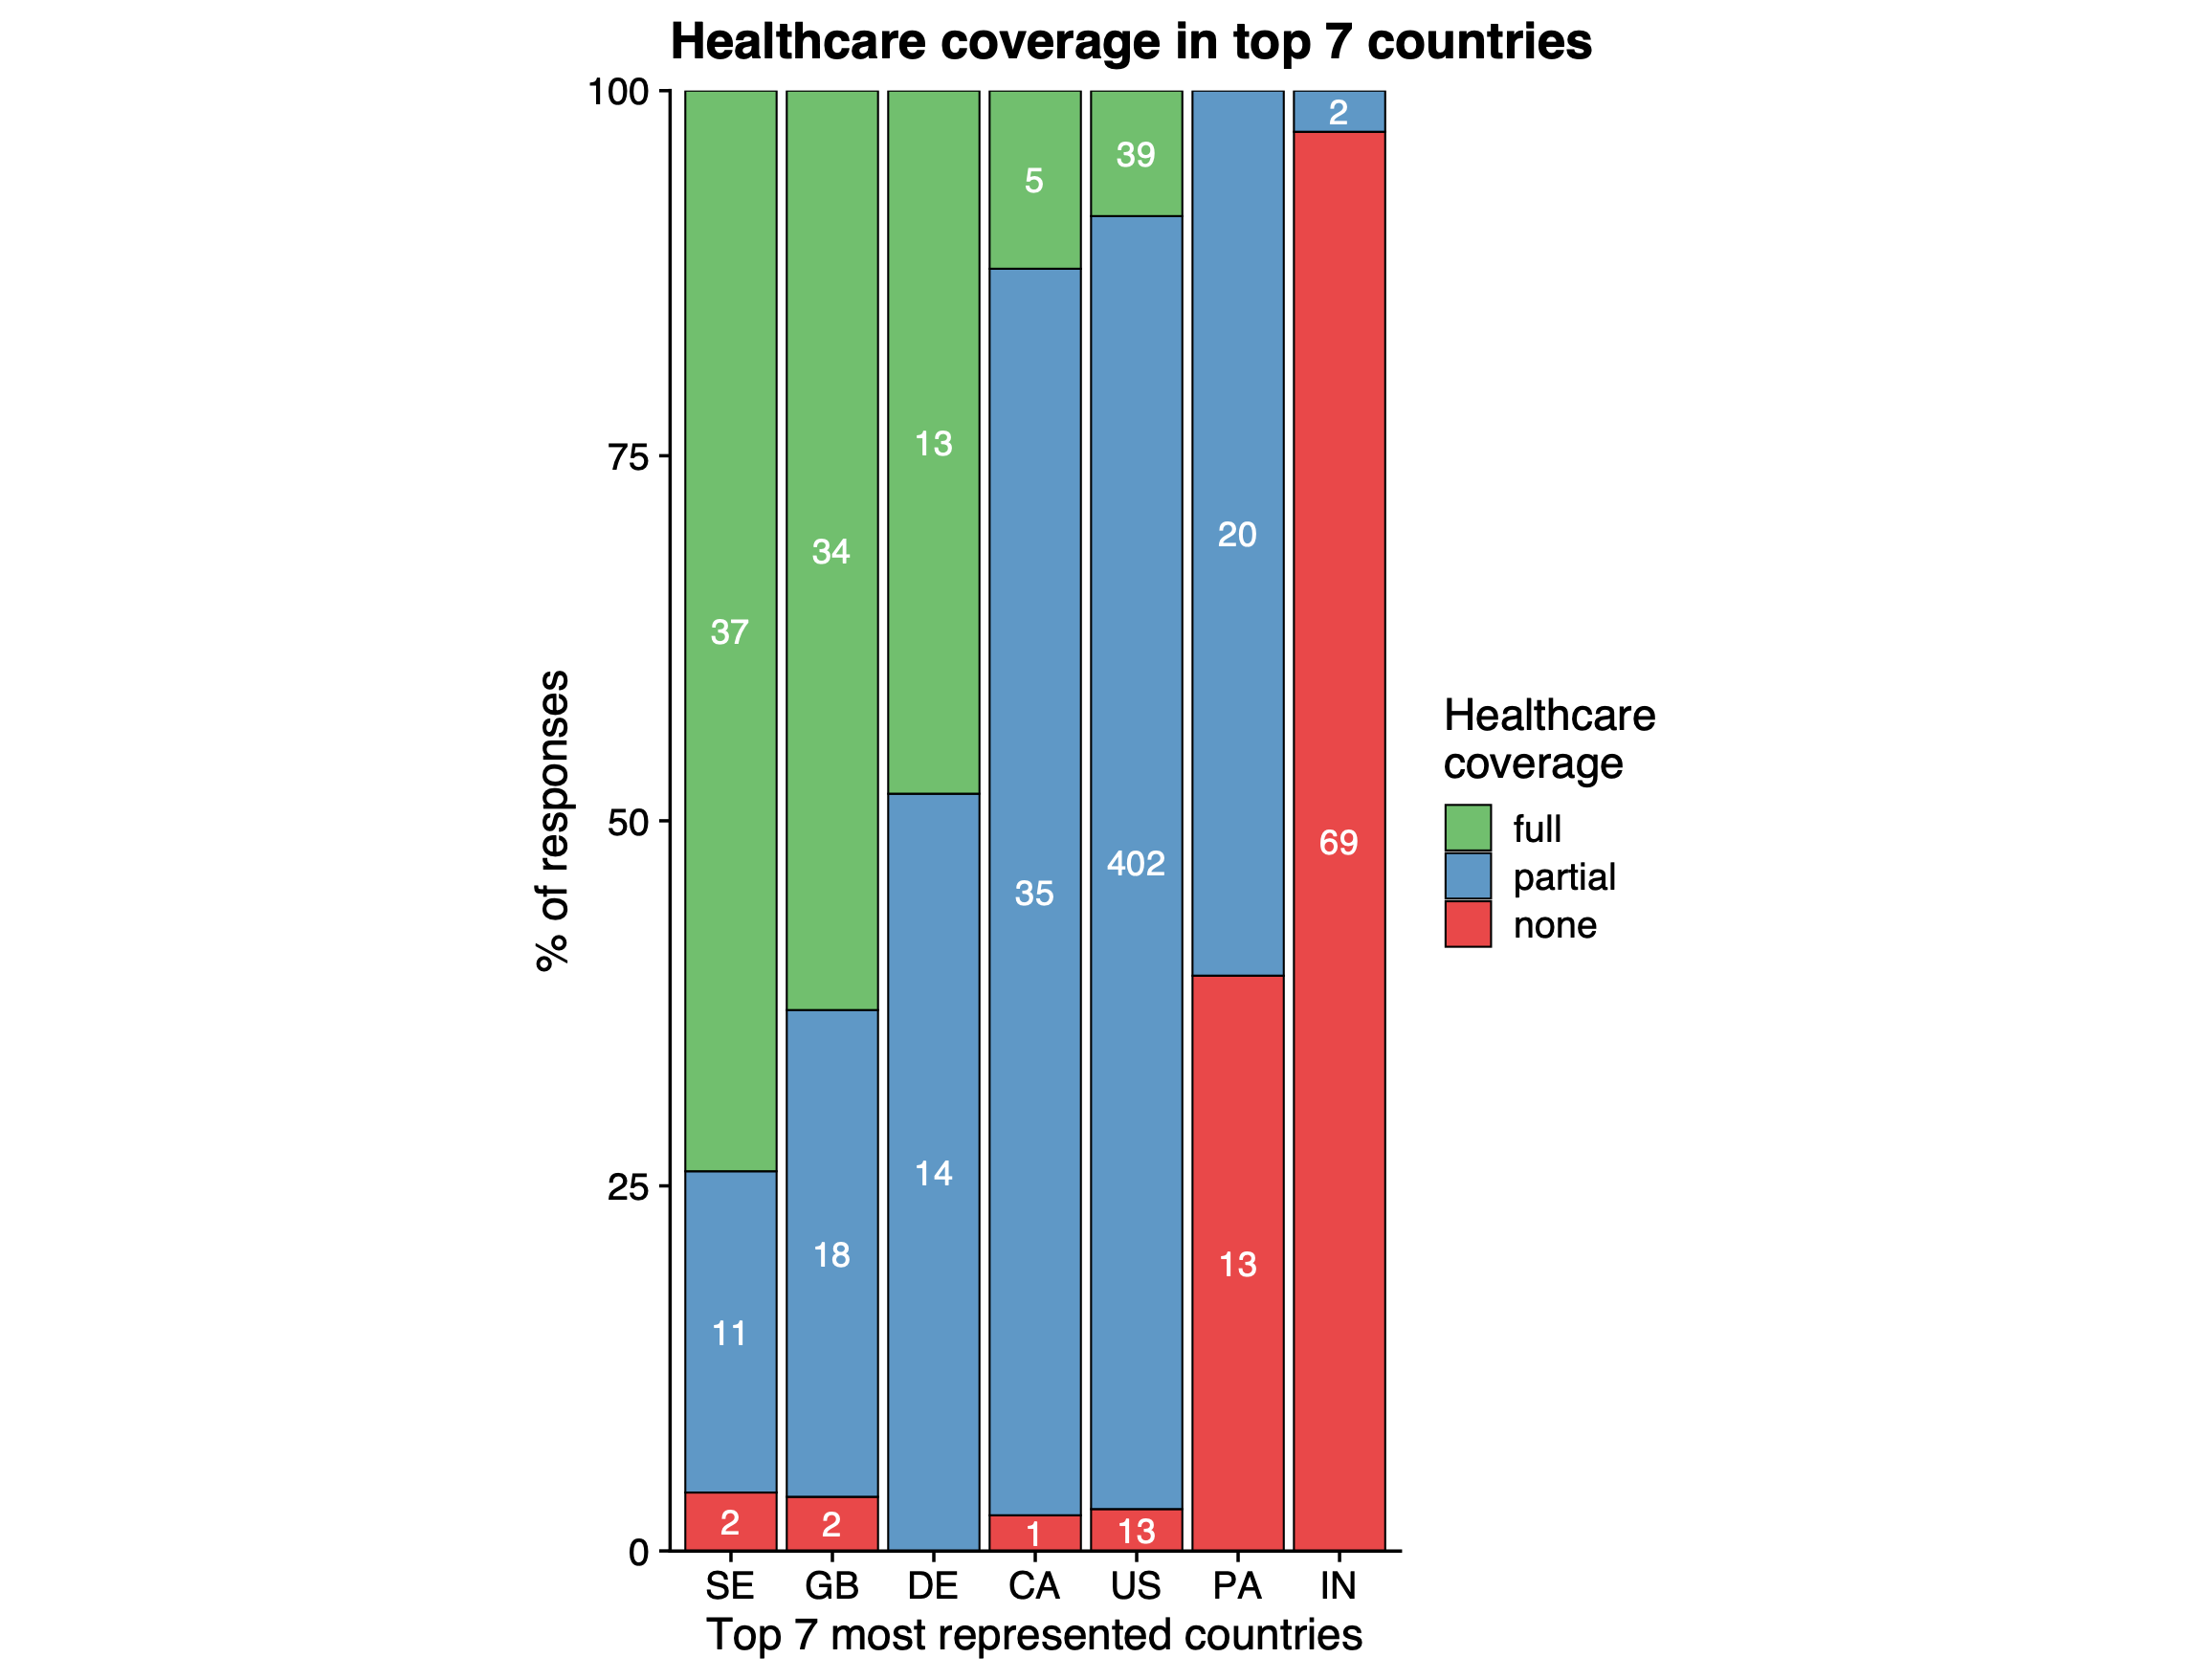 Healthcare coverage in top 7 countries
100
75
50
25
0
% of responses
37
11
2
34
18
2
13
14
5
35
1
39
402
13
20
13
2
69
SE GB DE CA US PA IN
Top 7 most represented countries
Healthcare
coverage
full
partial
none